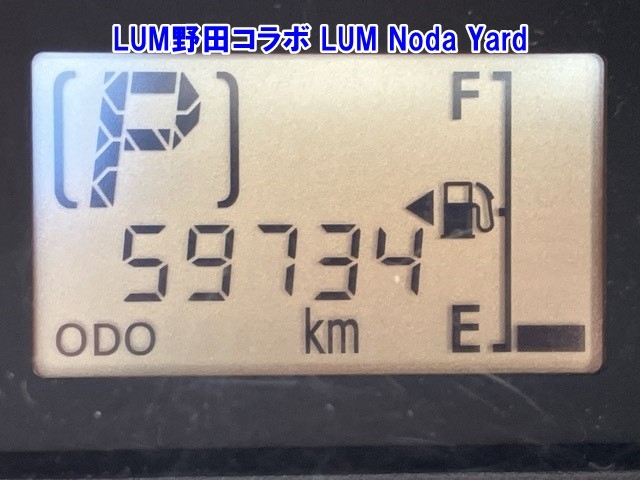 LUM野田コラボ LUM Noda Yard
P F
59734
ODO km E